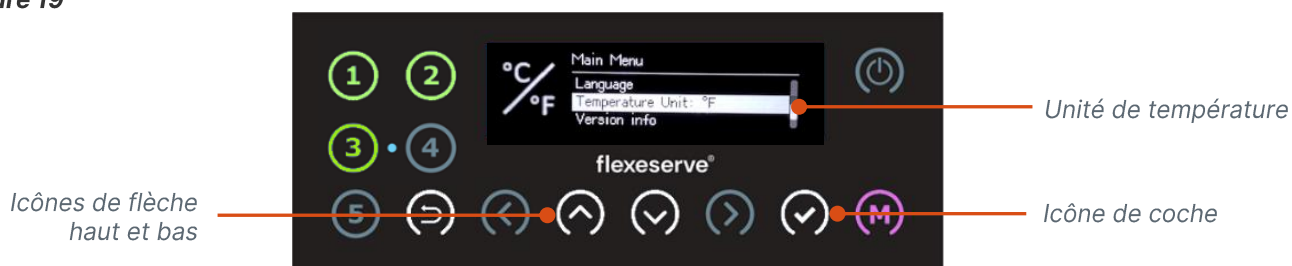 ure 19
1
2
°C/°F
Main Menu
Language
Temperature Unit: °F
Version info
Unité de température
3
4
flexeserve®
Icônes de flèche
haut et bas
5
M
Icône de coche